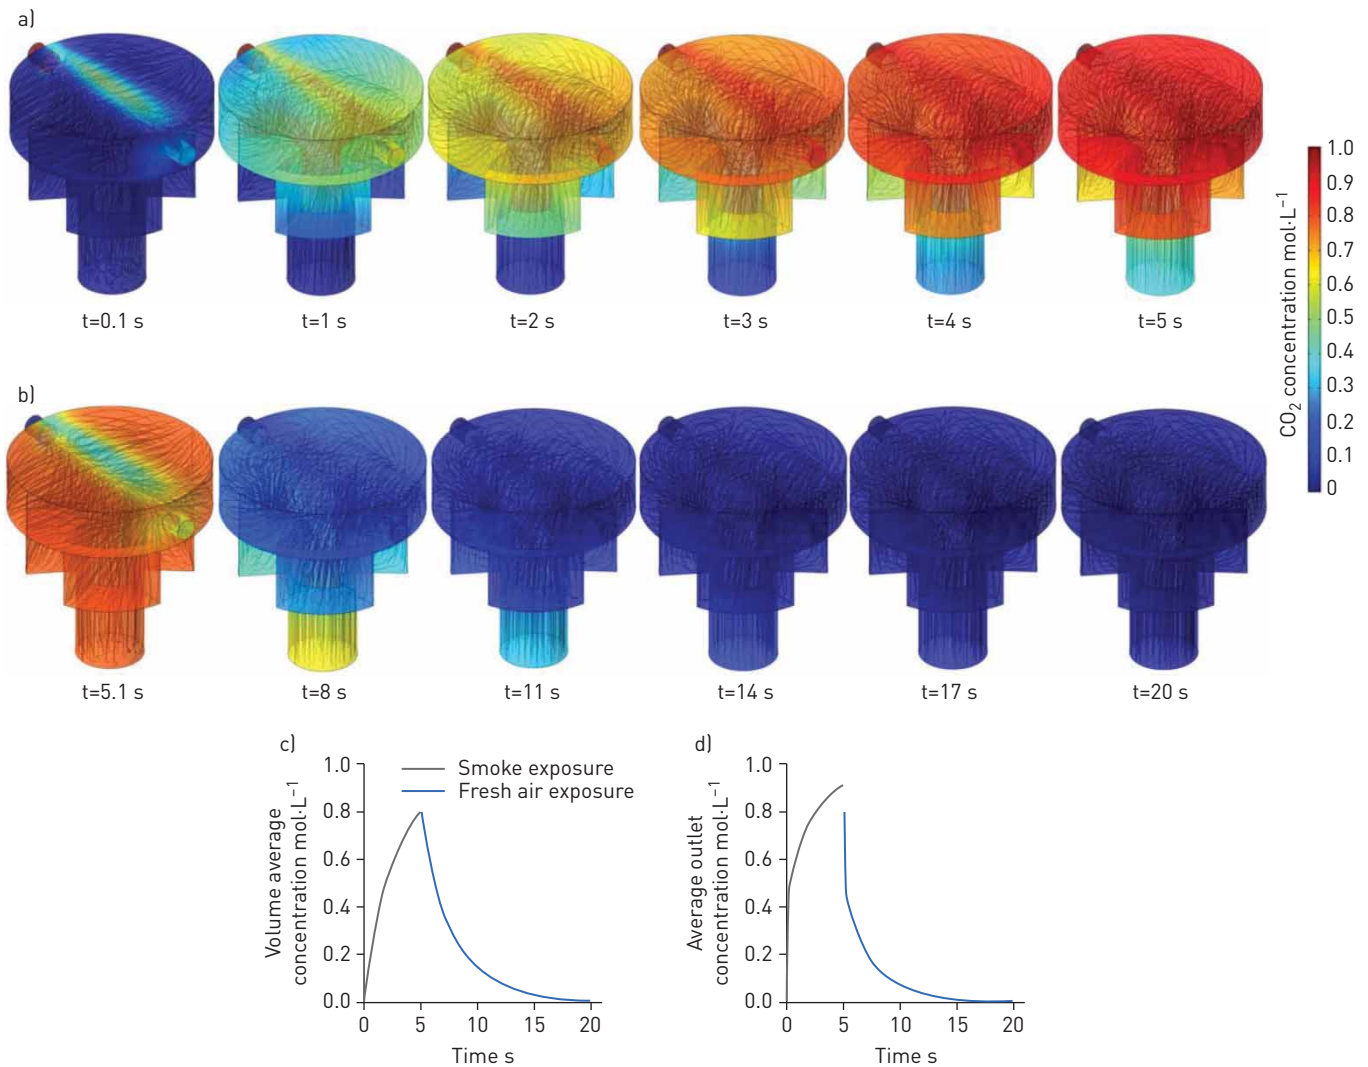 a)
t=0.1 s
t=1 s
t=2 s
t=3 s
t=4 s
t=5 s
1.0
0.9
0.8
0.7
0.6
0.5
0.4
0.3
0.2
0.1
0
CO₂ concentration mol·L⁻¹
b)
t=5.1 s
t=8 s
t=11 s
t=14 s
t=17 s
t=20 s
c)
Smoke exposure
Fresh air exposure
Volume average
concentration mol·L⁻¹
1.0
0.8
0.6
0.4
0.2
0.0
0
5
10
15
20
Time s
d)
Average outlet
concentration mol·L⁻¹
1.0
0.8
0.6
0.4
0.2
0.0
0
5
10
15
20
Time s